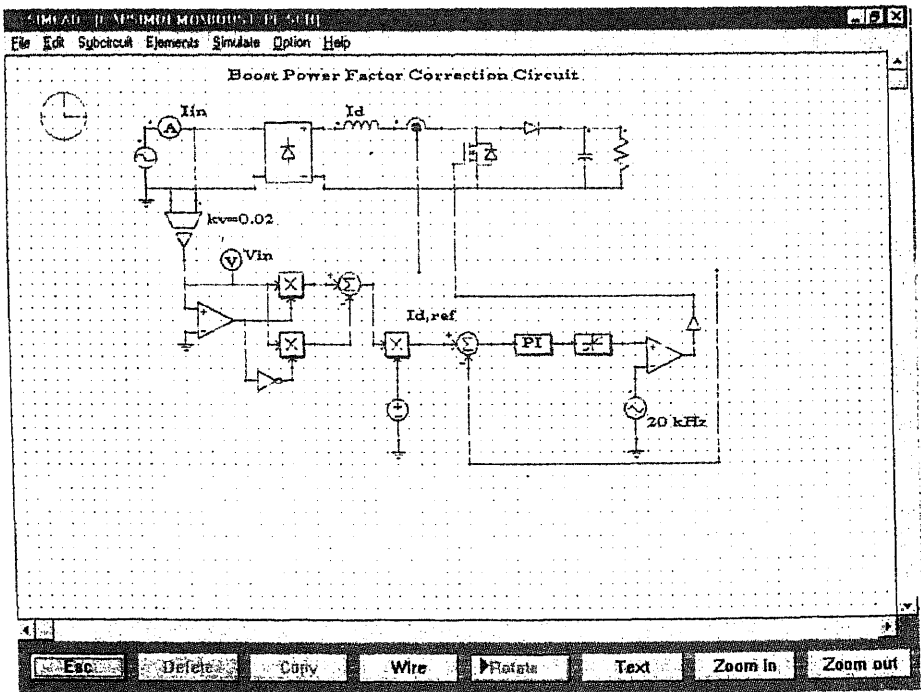 File Edit Subcircuit Elements Simulate Option Help
Boost Power Factor Correction Circuit
Iin
Id
A
kv=0.02
V
Vin
Id,ref
PI
20 kHz
Esc Delete Copy Wire Rotate Text Zoom in Zoom out